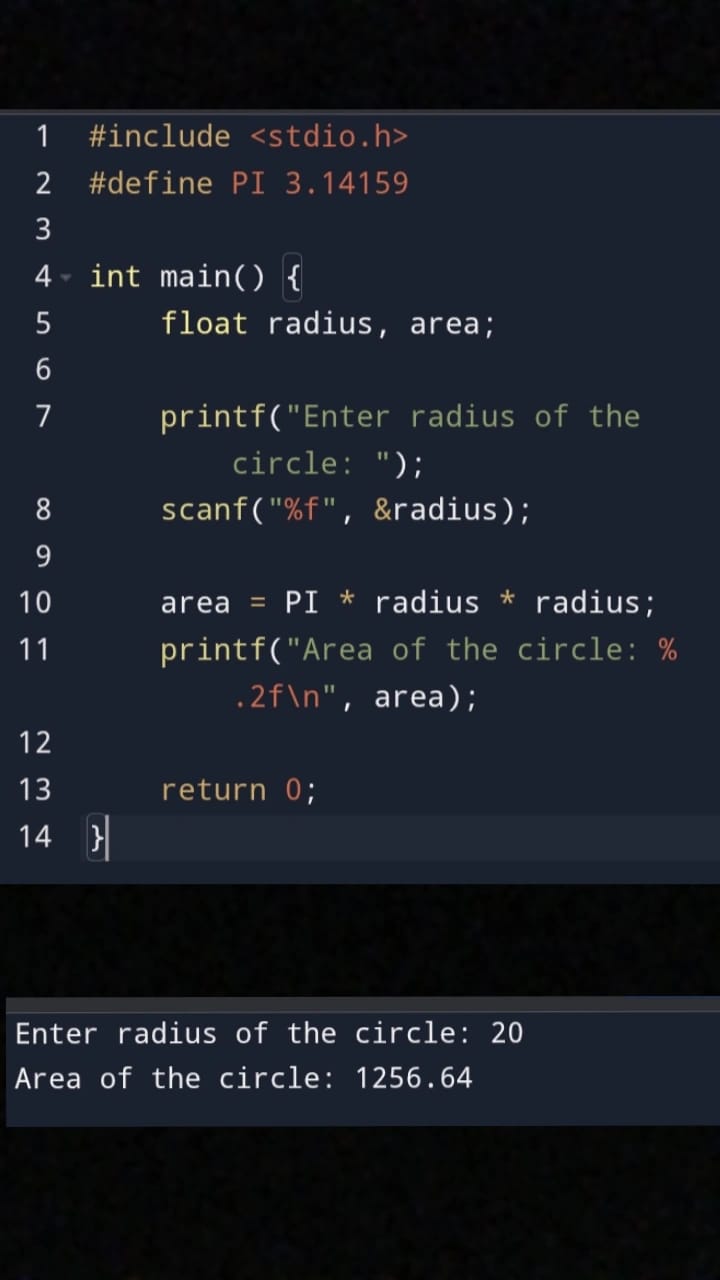 1 #include <stdio.h>
2 #define PI 3.14159
3
4 int main() {
5     float radius, area;
6
7     printf("Enter radius of the
        circle: ");
8     scanf("%f", &radius);
9
10     area = PI * radius * radius;
11     printf("Area of the circle: %
        .2f\n", area);
12
13     return 0;
14 }
Enter radius of the circle: 20
Area of the circle: 1256.64